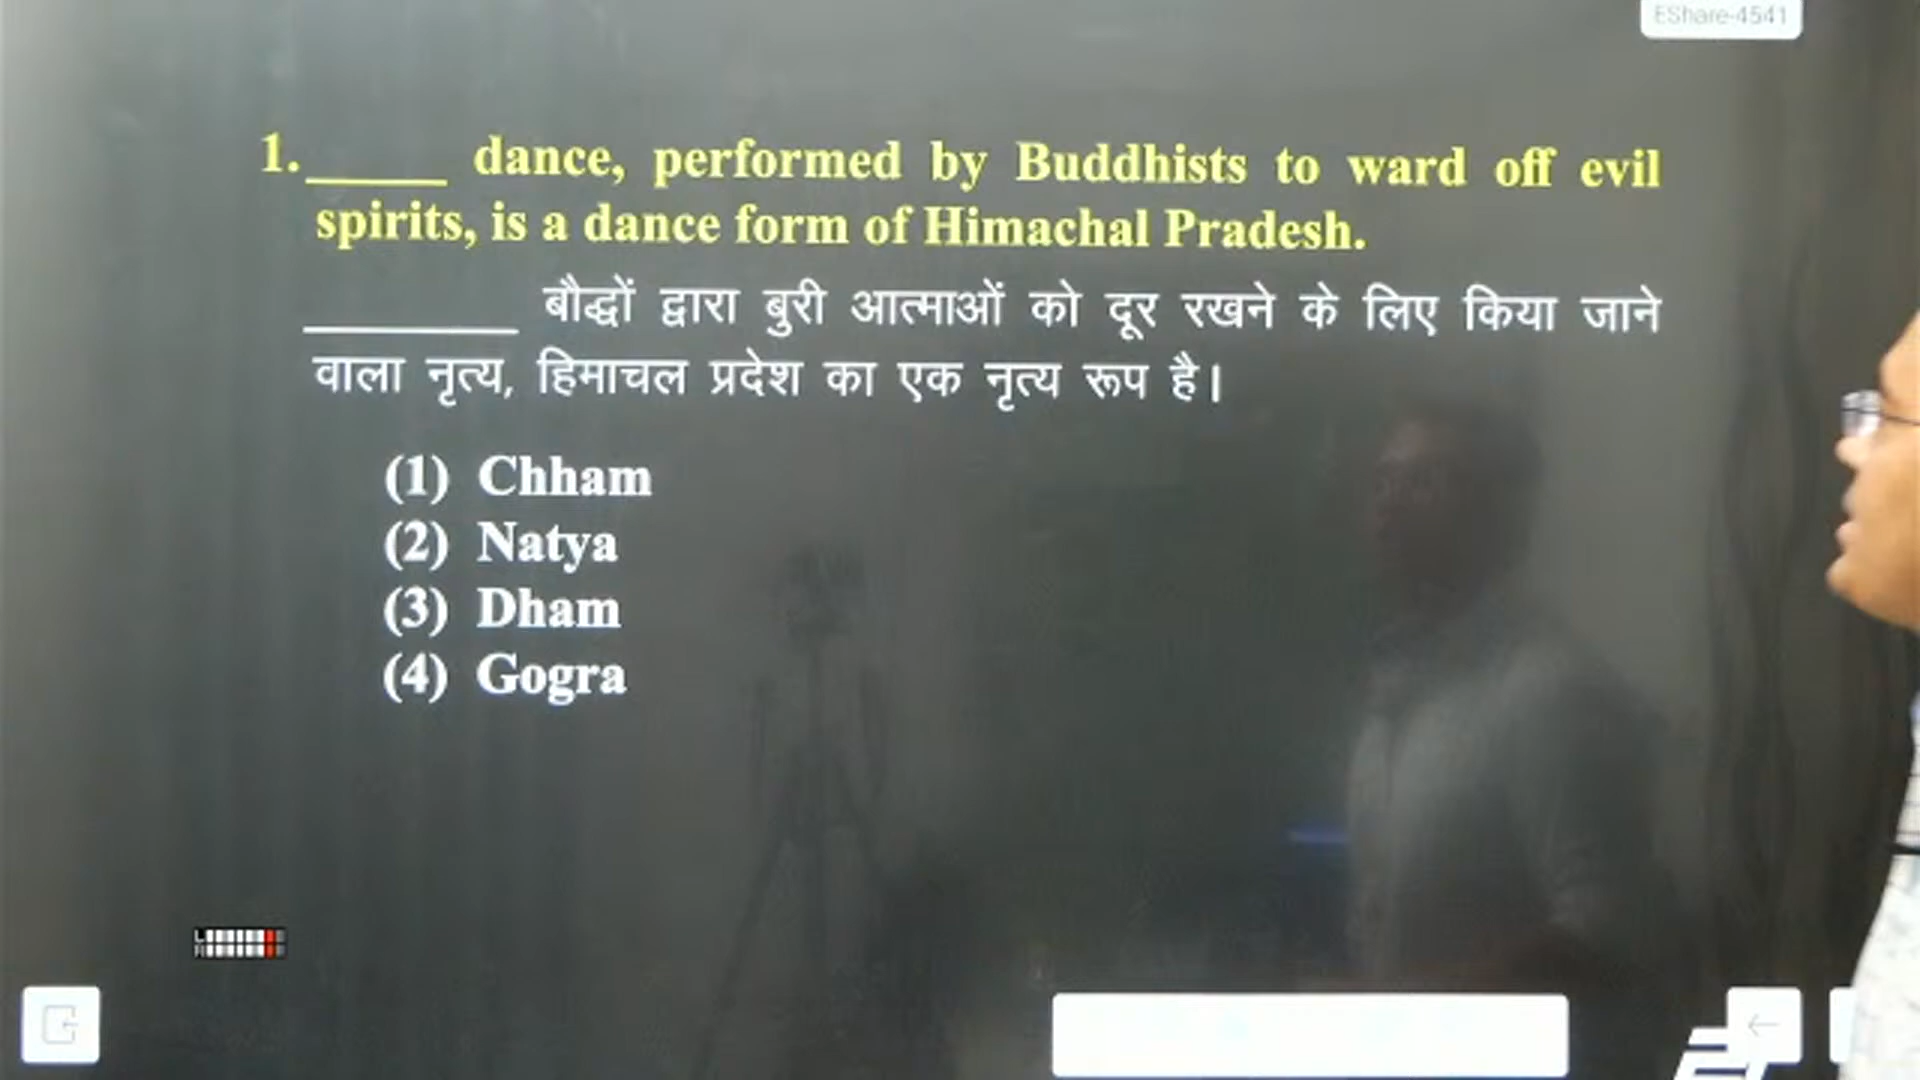 EShare-4541
1._____ dance, performed by Buddhists to ward off evil
spirits, is a dance form of Himachal Pradesh.
_______ बौद्धों द्वारा बुरी आत्माओं को दूर रखने के लिए किया जाने
वाला नृत्य, हिमाचल प्रदेश का एक नृत्य रूप है।
(1) Chham
(2) Natya
(3) Dham
(4) Gogra